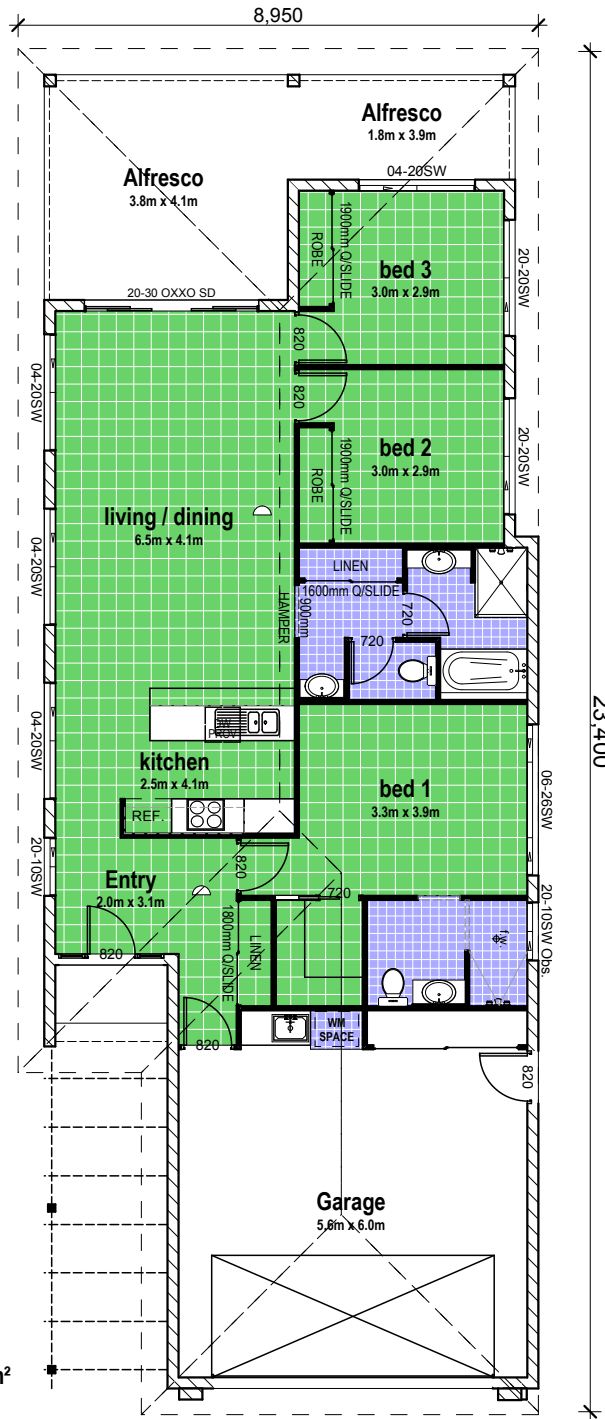 8,950
Alfresco
1.8m x 3.9m
Alfresco
3.8m x 4.1m
04-20SW
1900mm Q/SLIDE
ROBE
bed 3
3.0m x 2.9m
20-20SW
20-30 OXXO SD
820
04-20SW
820
bed 2
3.0m x 2.9m
1900mm Q/SLIDE
ROBE
20-20SW
living / dining
6.5m x 4.1m
04-20SW
LINEN
1600mm Q/SLIDE
900mm
HAMPER
720
720
23,400
DW
PROV
04-20SW
kitchen
2.5m x 4.1m
REF.
bed 1
3.3m x 3.9m
06-26SW
20-10SW
Entry
2.0m x 3.1m
820
720
20-10SW Obs.
f.w.
1800mm Q/SLIDE
LINEN
820
820
WM
SPACE
820
Garage
5.6m x 6.0m
m²